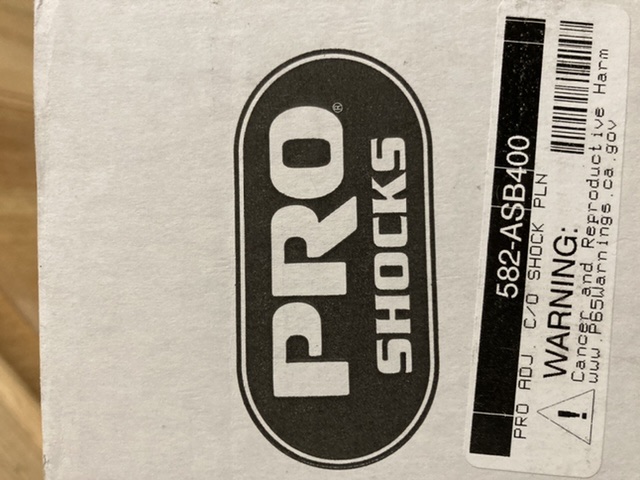 PRO®
SHOCKS
582-ASB400
PRO ADJ. C/O SHOCK PLN
WARNING:
Cancer and Reproductive Harm
www.P65Warnings.ca.gov